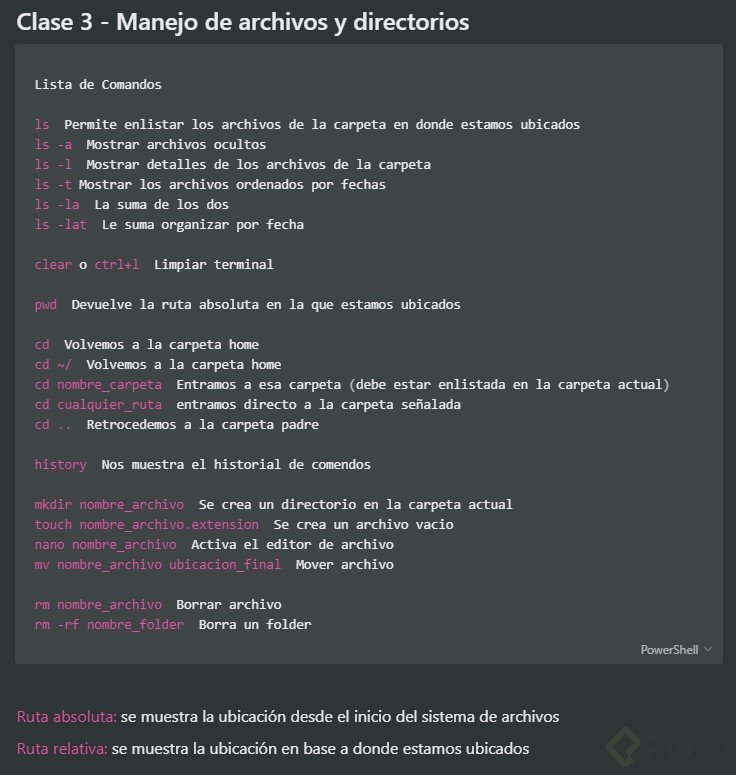 Clase 3 - Manejo de archivos y directorios
Lista de Comandos
ls  Permite enlistar los archivos de la carpeta en donde estamos ubicados
ls -a  Mostrar archivos ocultos
ls -l  Mostrar detalles de los archivos de la carpeta
ls -t Mostrar los archivos ordenados por fechas
ls -la  La suma de los dos
ls -lat  Le suma organizar por fecha
clear o ctrl+l  Limpiar terminal
pwd  Devuelve la ruta absoluta en la que estamos ubicados
cd  Volvemos a la carpeta home
cd ~/  Volvemos a la carpeta home
cd nombre_carpeta  Entramos a esa carpeta (debe estar enlistada en la carpeta actual)
cd cualquier_ruta  entramos directo a la carpeta señalada
cd ..  Retrocedemos a la carpeta padre
history  Nos muestra el historial de comendos
mkdir nombre_archivo  Se crea un directorio en la carpeta actual
touch nombre_archivo.extension  Se crea un archivo vacio
nano nombre_archivo  Activa el editor de archivo
mv nombre_archivo ubicacion_final  Mover archivo
rm nombre_archivo  Borrar archivo
rm -rf nombre_folder  Borra un folder
PowerShell
Ruta absoluta: se muestra la ubicación desde el inicio del sistema de archivos
Ruta relativa: se muestra la ubicación en base a donde estamos ubicados
Platzi